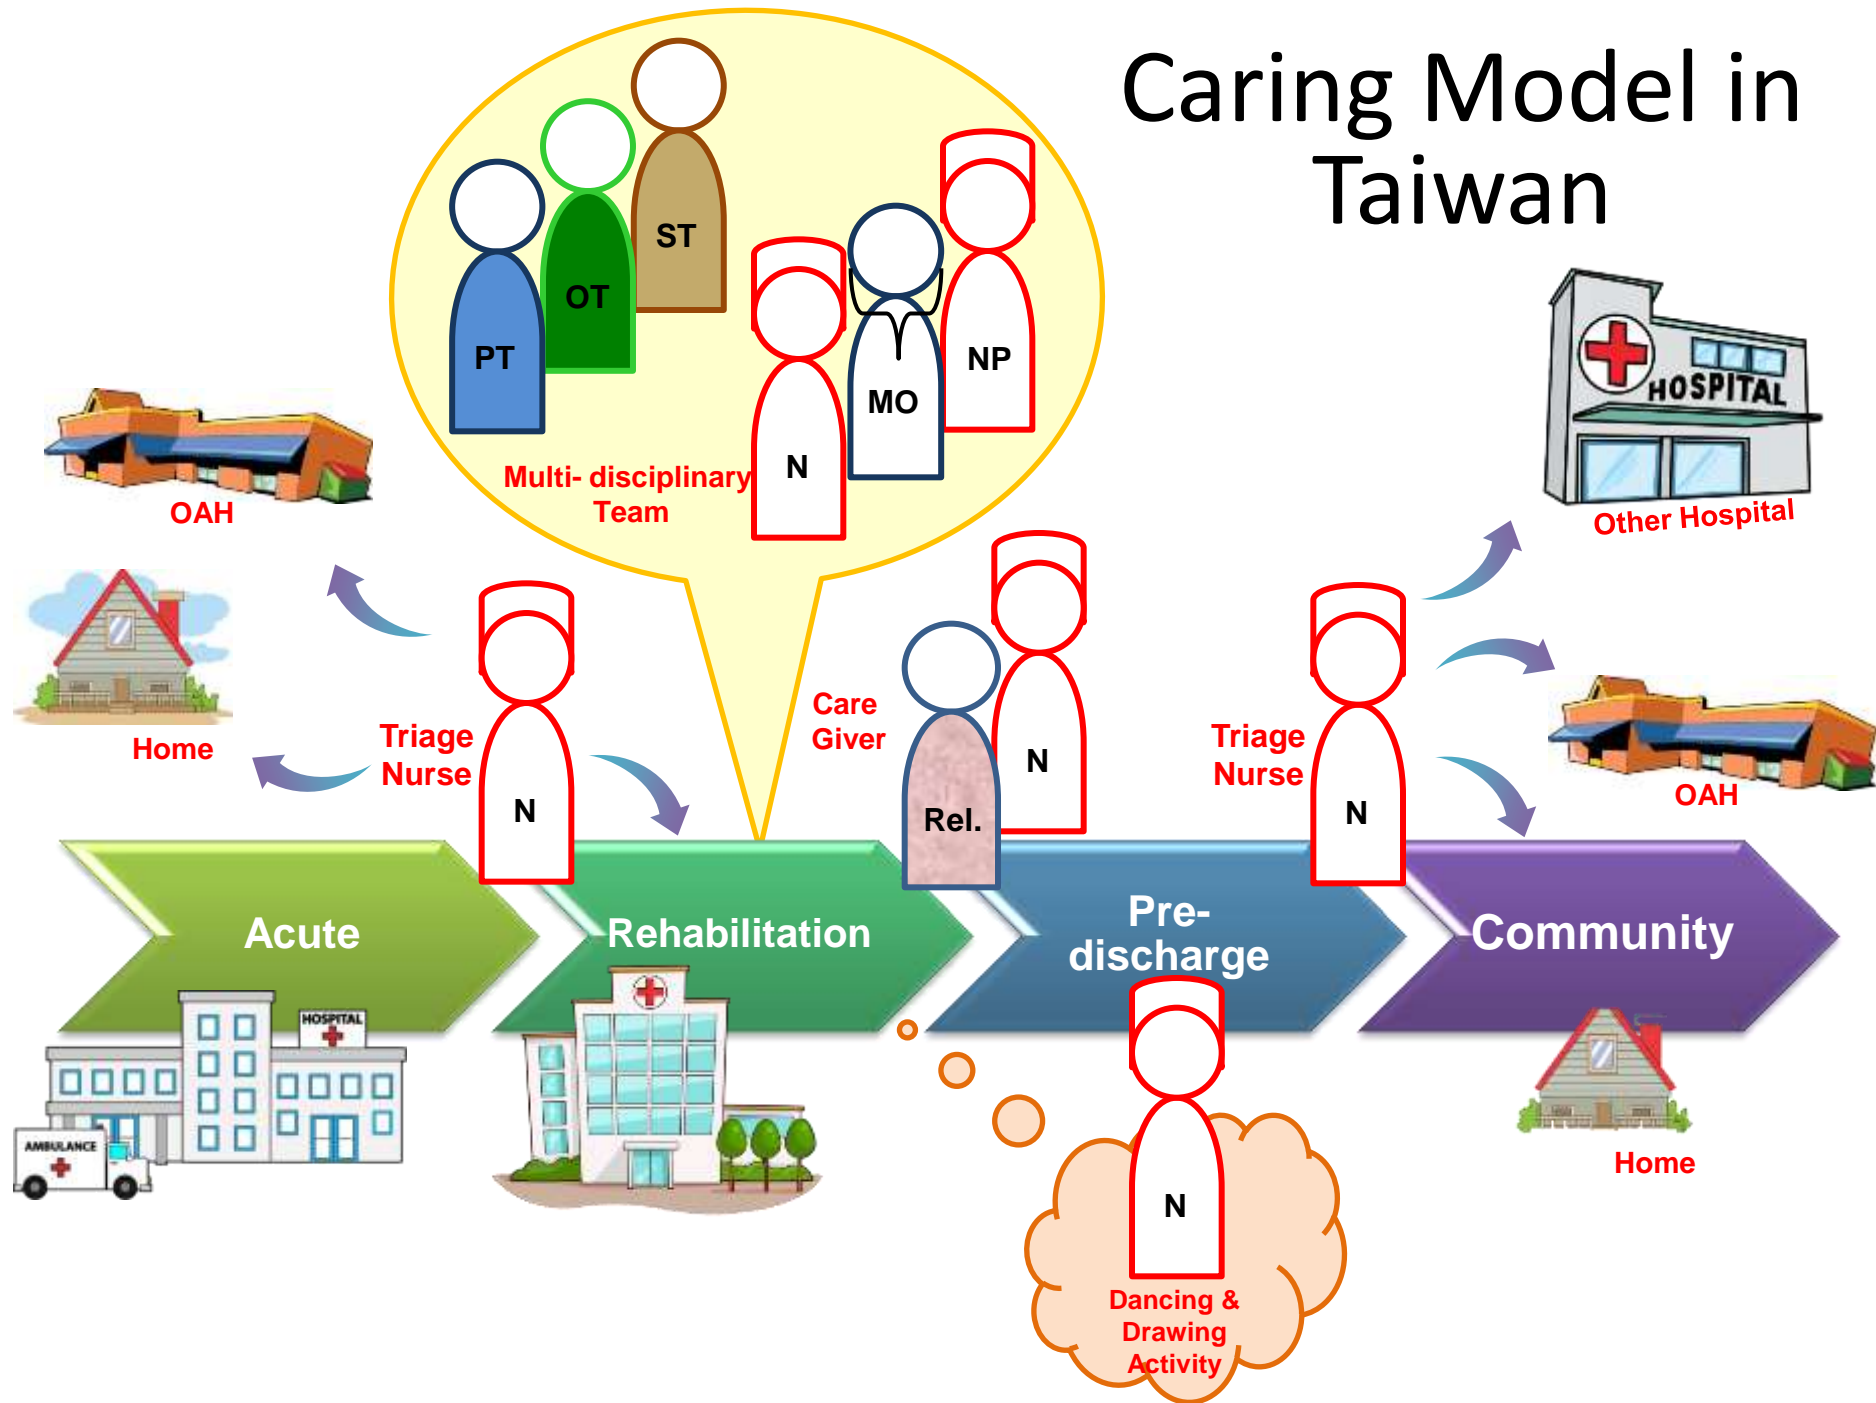 Caring Model in
Taiwan
ST
OT
PT
NP
MO
N
Multi- disciplinary
Team
HOSPITAL
Other Hospital
OAH
Home
Triage
Nurse
N
Care
Giver
Rel.
N
Triage
Nurse
N
OAH
Acute
Rehabilitation
Pre-
discharge
Community
HOSPITAL
AMBULANCE
N
Dancing &
Drawing
Activity
Home